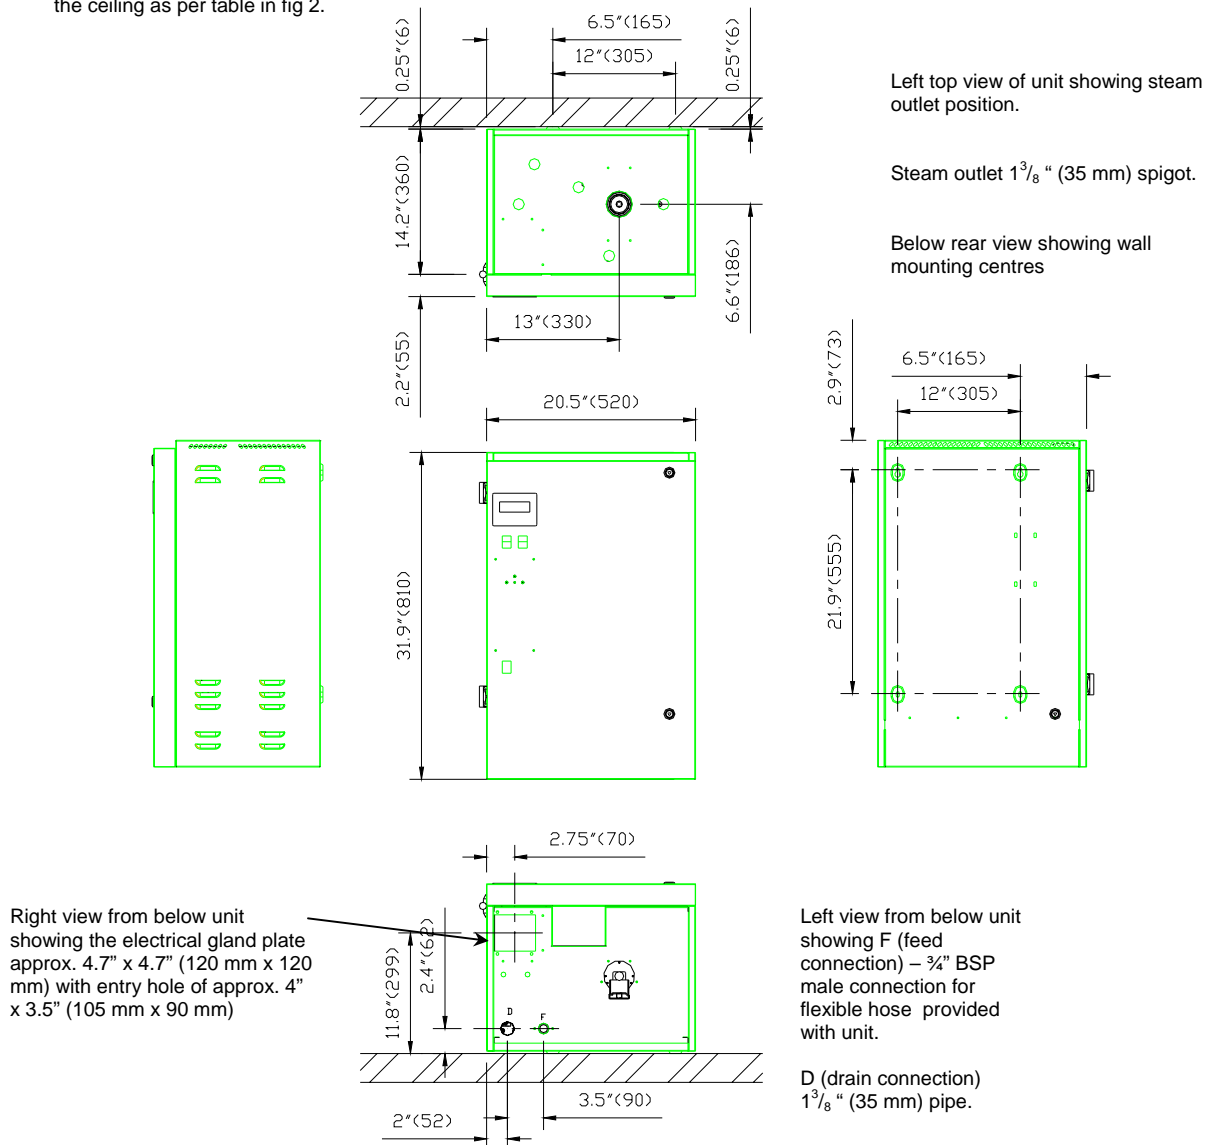 the ceiling as per table in fig 2.
0.25"(6)
6.5"(165)
12"(305)
0.25"(6)
Left top view of unit showing steam
outlet position.
Steam outlet 1³/₈ “ (35 mm) spigot.
Below rear view showing wall
mounting centres
14.2"(360)
6.6"(186)
13"(330)
2.2"(55)
20.5"(520)
31.9"(810)
2.9"(73)
6.5"(165)
12"(305)
21.9"(555)
2.75"(70)
Right view from below unit
showing the electrical gland plate
approx. 4.7” x 4.7” (120 mm x 120
mm) with entry hole of approx. 4”
x 3.5” (105 mm x 90 mm)
11.8"(299)
2.4"(62)
D
F
3.5"(90)
2"(52)
Left view from below unit
showing F (feed
connection) – ¾” BSP
male connection for
flexible hose provided
with unit.
D (drain connection)
1³/₈ “ (35 mm) pipe.